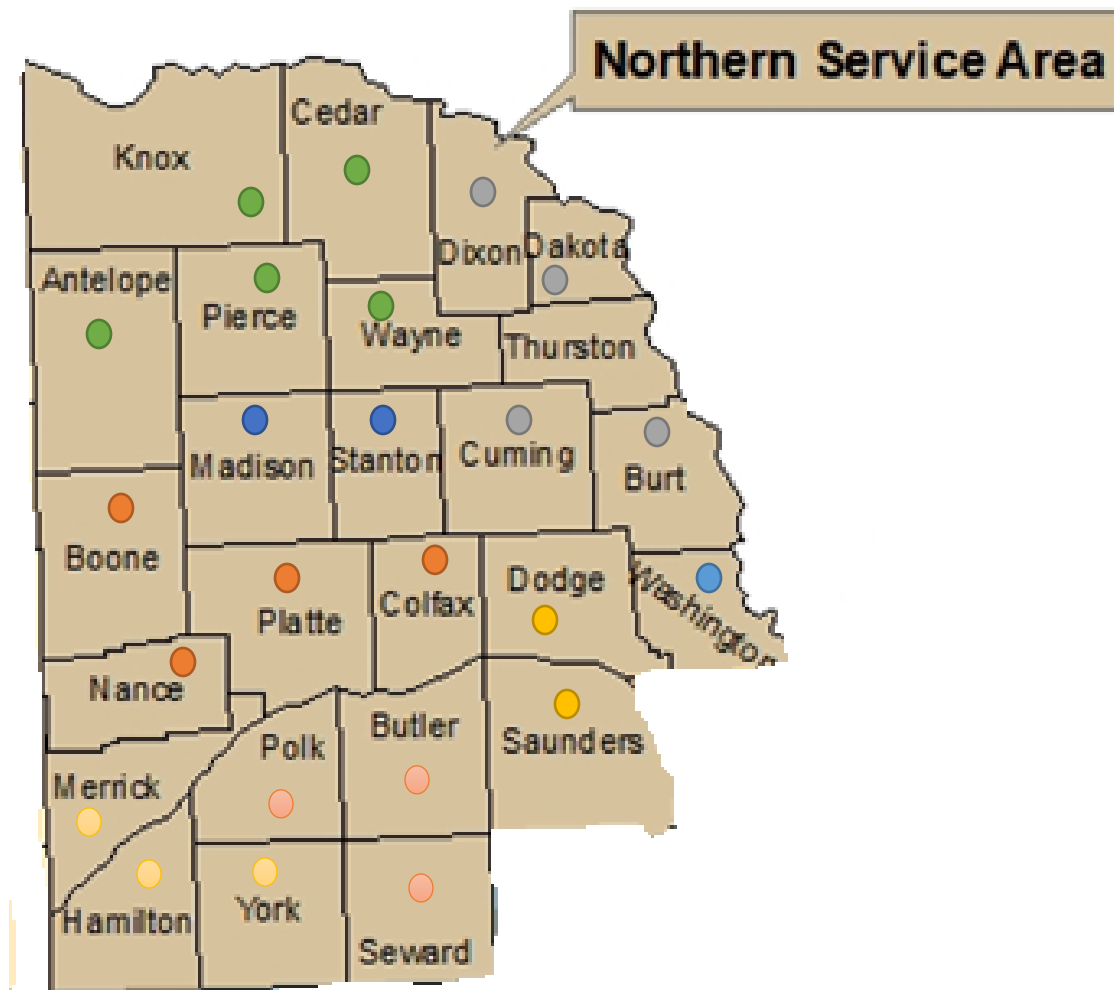 Northern Service Area
Cedar
Knox
Dixon
Dakota
Antelope
Pierce
Wayne
Thurston
Madison
Stanton
Cuming
Burt
Boone
Platte
Colfax
Dodge
Washington
Nance
Polk
Butler
Saunders
Merrick
Hamilton
York
Seward